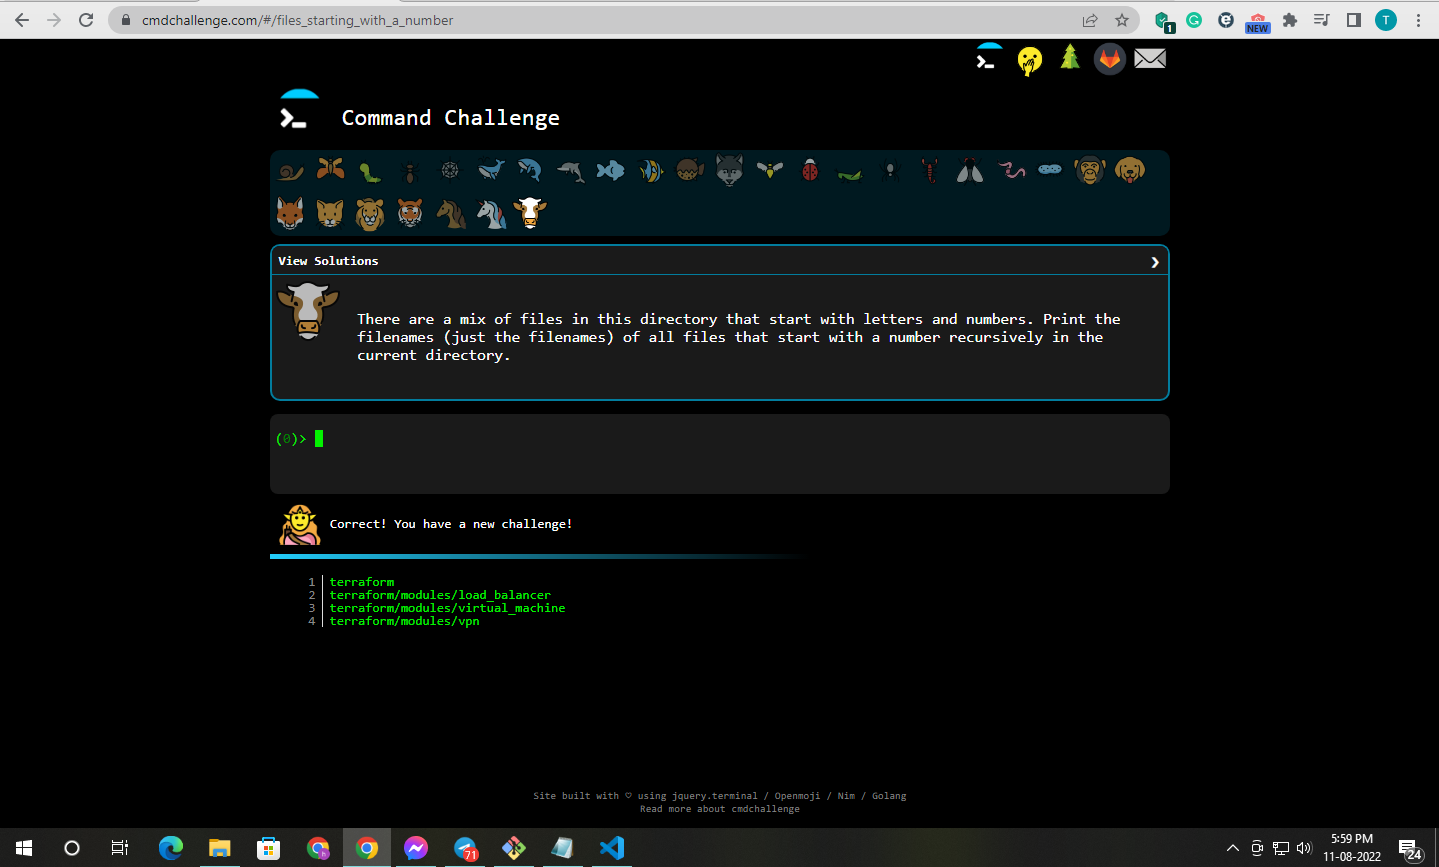 cmdchallenge.com/#/files_starting_with_a_number
1
NEW
T
Command Challenge
View Solutions
There are a mix of files in this directory that start with letters and numbers. Print the
filenames (just the filenames) of all files that start with a number recursively in the
current directory.
(0)>
Correct! You have a new challenge!
1 terraform
2 terraform/modules/load_balancer
3 terraform/modules/virtual_machine
4 terraform/modules/vpn
Site built with ♡ using jquery.terminal / Openmoji / Nim / Golang
Read more about cmdchallenge
71
5:59 PM
11-08-2022
24